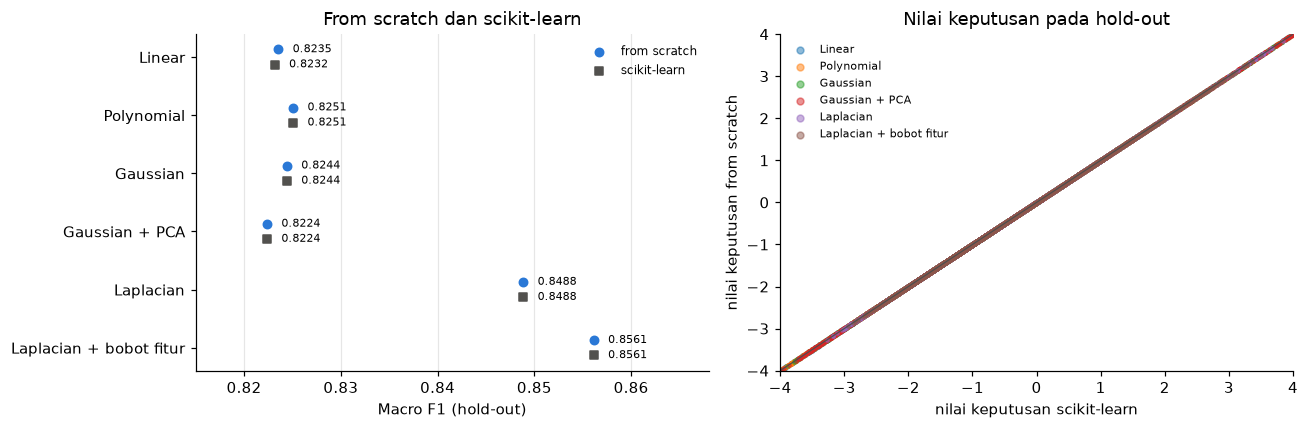 From scratch dan scikit-learn
Linear
Polynomial
Gaussian
Gaussian + PCA
Laplacian
Laplacian + bobot fitur
0.8235
0.8232
0.8251
0.8251
0.8244
0.8244
0.8224
0.8224
0.8488
0.8488
0.8561
0.8561
from scratch
scikit-learn
0.82 0.83 0.84 0.85 0.86
Macro F1 (hold-out)
Nilai keputusan pada hold-out
nilai keputusan from scratch
4
3
2
1
0
−1
−2
−3
−4
Linear
Polynomial
Gaussian
Gaussian + PCA
Laplacian
Laplacian + bobot fitur
−4 −3 −2 −1 0 1 2 3 4
nilai keputusan scikit-learn